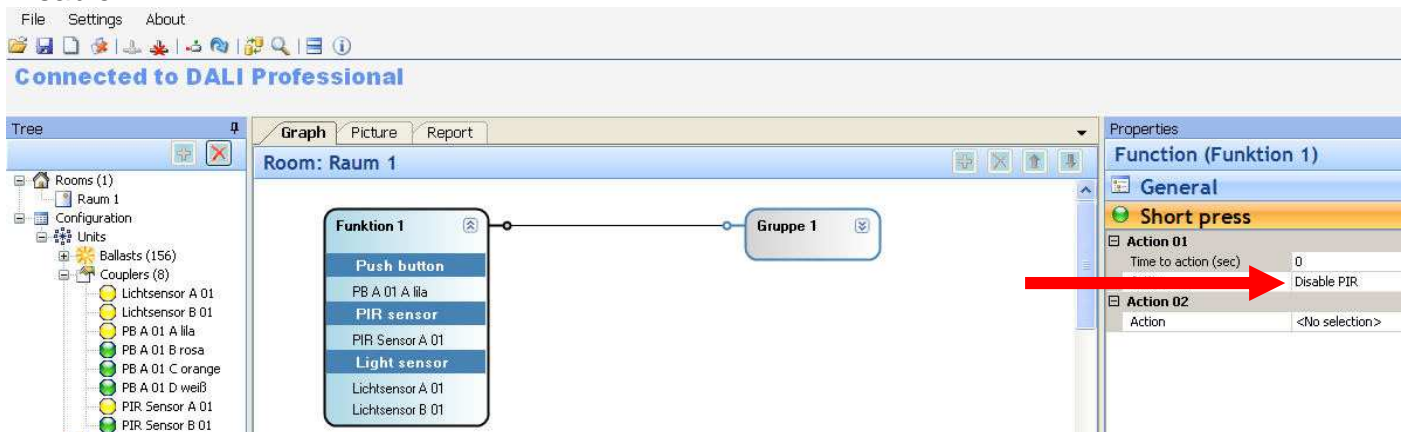 File Settings About
Connected to DALI Professional
Tree
Rooms (1)
Raum 1
Configuration
Units
Ballasts (156)
Couplers (8)
Lichtsensor A 01
Lichtsensor B 01
PB A 01 A lila
PB A 01 B rosa
PB A 01 C orange
PB A 01 D weiß
PIR Sensor A 01
PIR Sensor B 01
Graph Picture Report
Room: Raum 1
Funktion 1
Push button
PB A 01 A lila
PIR sensor
PIR Sensor A 01
Light sensor
Lichtsensor A 01
Lichtsensor B 01
Gruppe 1
Properties
Function (Funktion 1)
General
Short press
Action 01
Time to action (sec) 0
Disable PIR
Action 02
Action <No selection>